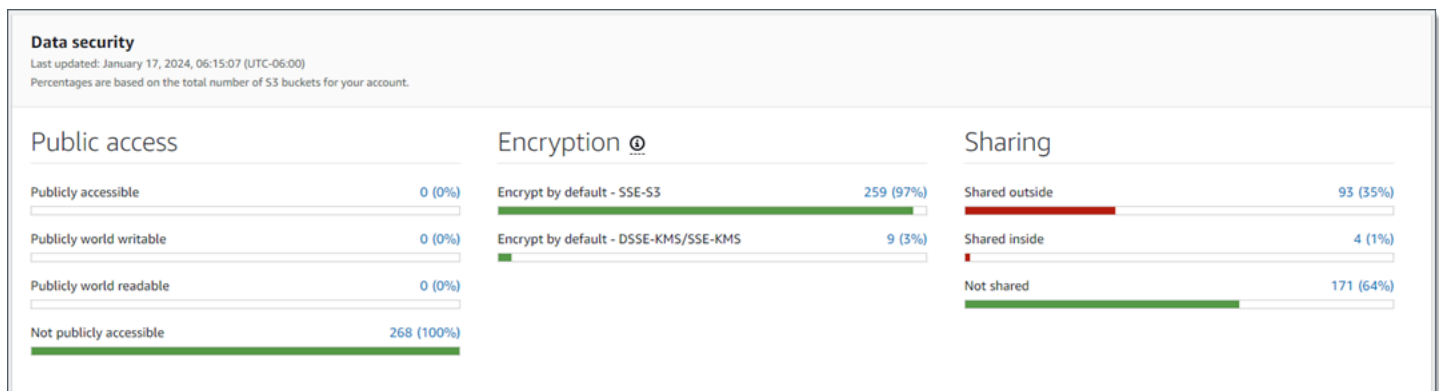 Data security
Last updated: January 17, 2024, 06:15:07 (UTC-06:00)
Percentages are based on the total number of S3 buckets for your account.
Public access
Publicly accessible 0 (0%)
Publicly world writable 0 (0%)
Publicly world readable 0 (0%)
Not publicly accessible 268 (100%)
Encryption
Encrypt by default - SSE-S3 259 (97%)
Encrypt by default - DSSE-KMS/SSE-KMS 9 (3%)
Sharing
Shared outside 93 (35%)
Shared inside 4 (1%)
Not shared 171 (64%)